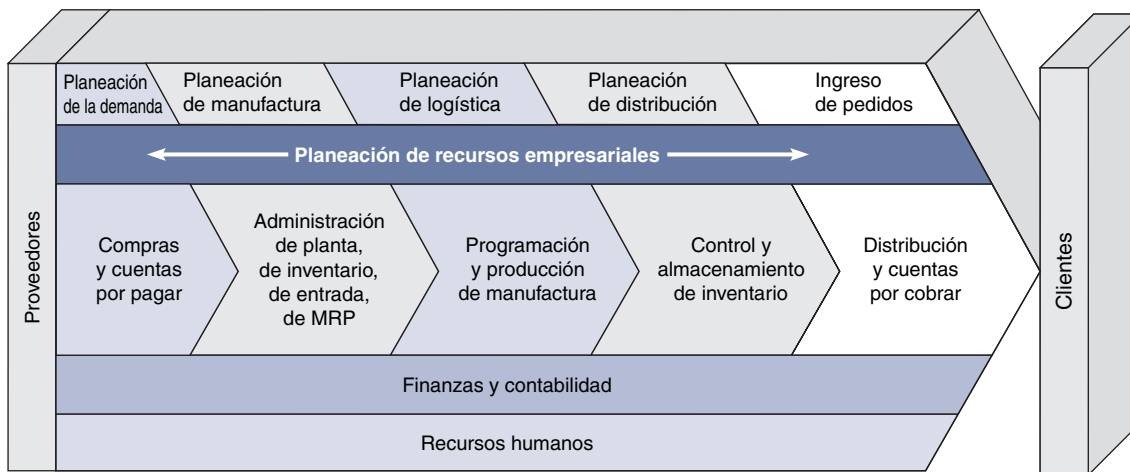 Proveedores
Planeación
de la demanda
Planeación
de manufactura
Planeación
de logística
Planeación
de distribución
Ingreso
de pedidos
Planeación de recursos empresariales
Compras
y cuentas
por pagar
Administración
de planta,
de inventario,
de entrada,
de MRP
Programación
y producción
de manufactura
Control y
almacenamiento
de inventario
Distribución
y cuentas
por cobrar
Finanzas y contabilidad
Recursos humanos
Clientes